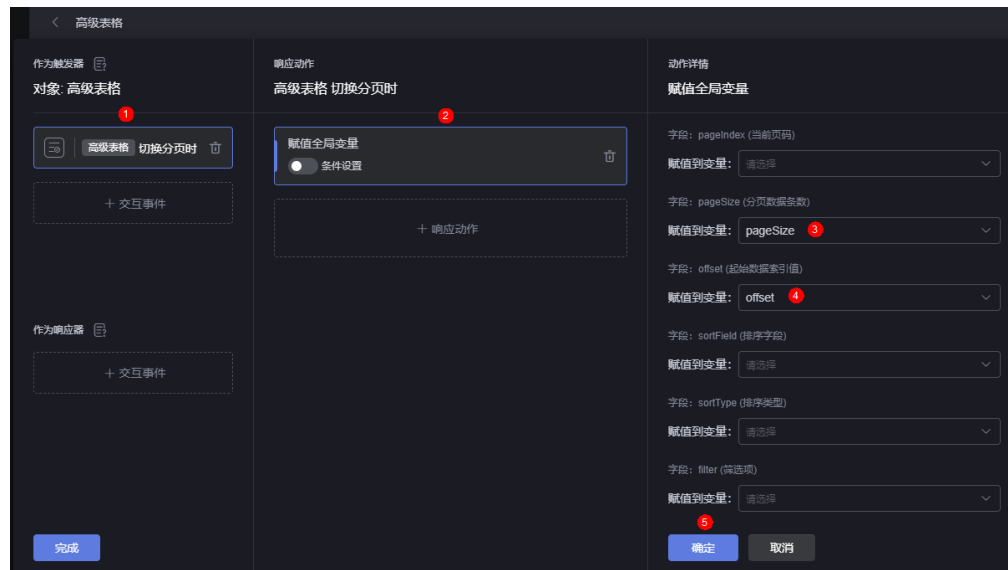 高级表格
作为触发器
对象: 高级表格
1
高级表格 切换分页时
+ 交互事件
作为响应器
+ 交互事件
完成
响应动作
高级表格 切换分页时
2
赋值全局变量
条件设置
+ 响应动作
动作详情
赋值全局变量
字段: pageIndex (当前页码)
赋值到变量: 请选择
字段: pageSize (分页数据条数)
赋值到变量: pageSize 3
字段: offset (起始数据索引值)
赋值到变量: offset 4
字段: sortField (排序字段)
赋值到变量: 请选择
字段: sortType (排序类型)
赋值到变量: 请选择
字段: filter (筛选项)
赋值到变量: 请选择
5
确定 取消